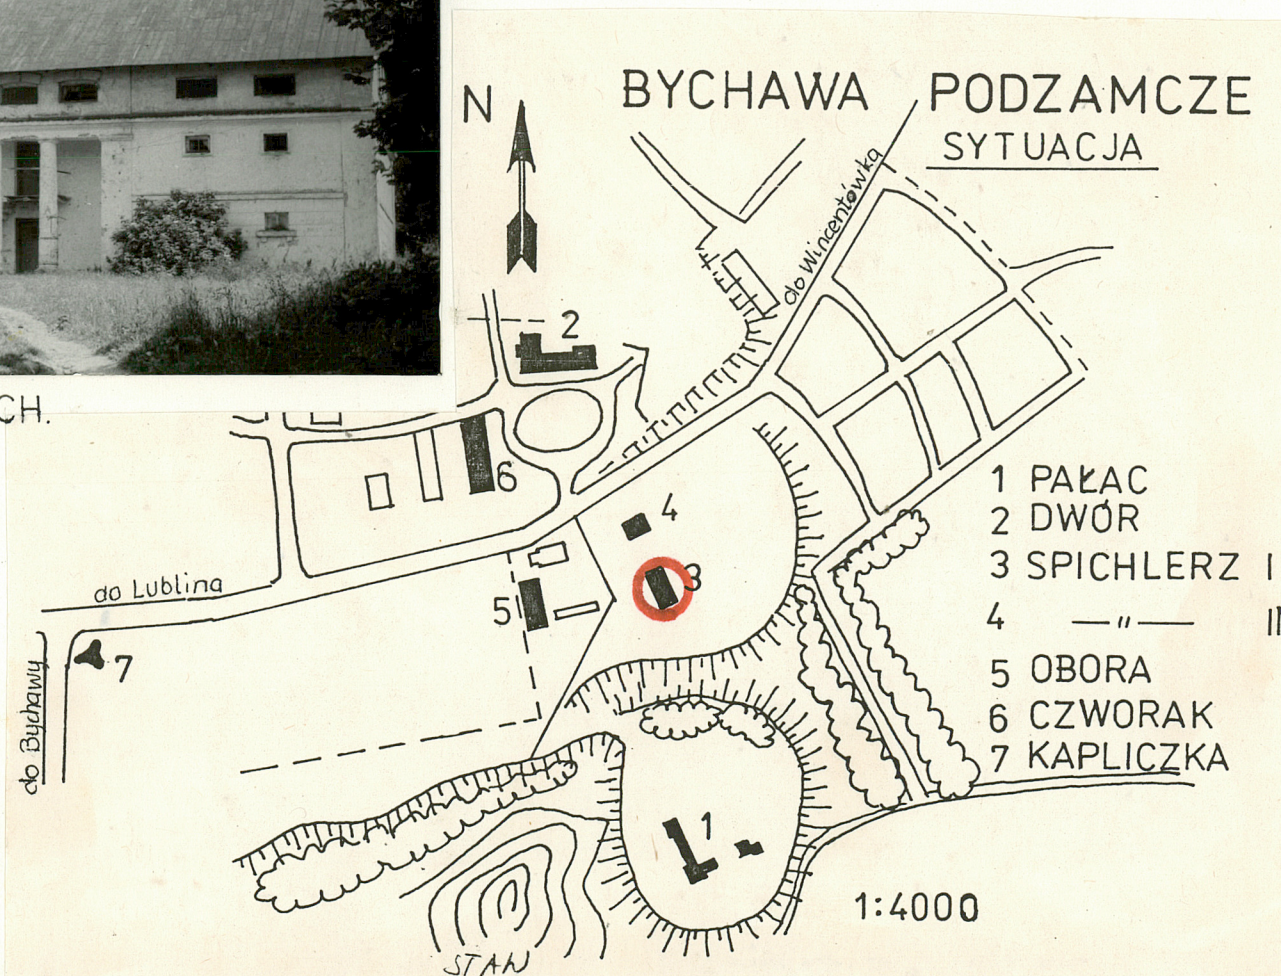 BYCHAWA PODZAMCZE
SYTUACJA
N
do Wincentówka
2
CH.
6
4
3
5
do Lublina
7
do Bychawy
1
1 PAŁAC
2 DWÓR
3 SPICHLERZ I
4 —„— II
5 OBORA
6 CZWORAK
7 KAPLICZKA
1:4000
STAW